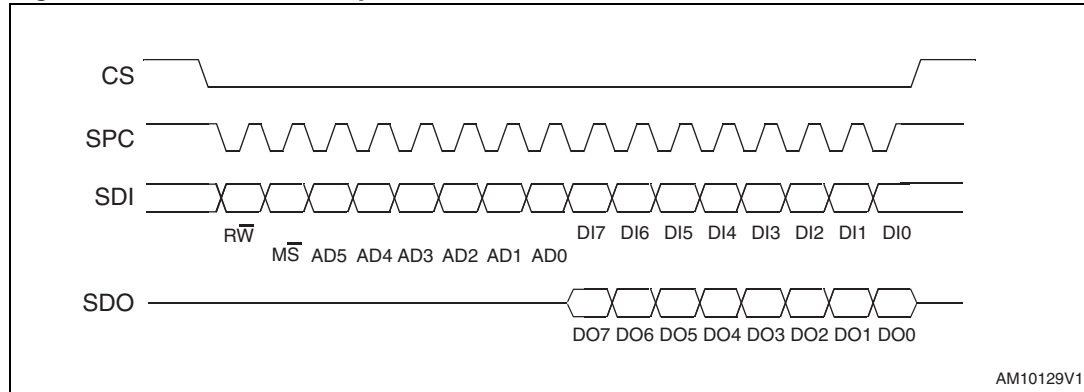 CS
SPC
SDI
RW̅
DI7 DI6 DI5 DI4 DI3 DI2 DI1 DI0
MS̅ AD5 AD4 AD3 AD2 AD1 AD0
SDO
DO7 DO6 DO5 DO4 DO3 DO2 DO1 DO0
AM10129V1